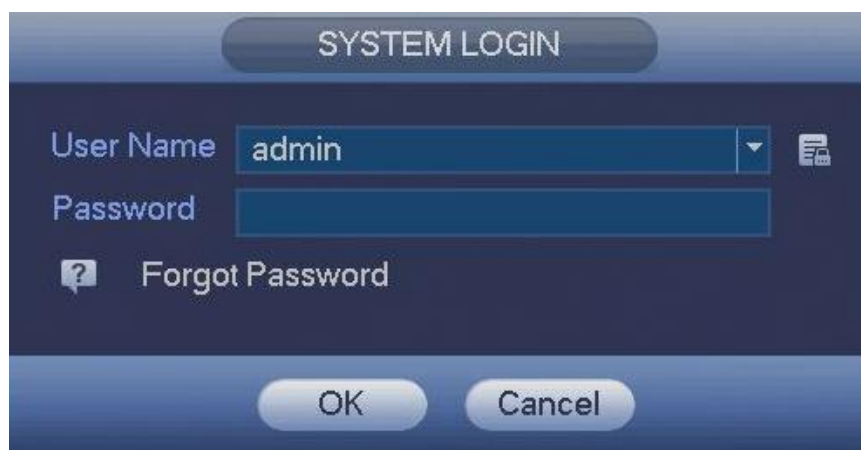 SYSTEM LOGIN
User Name admin
Password
? Forgot Password
OK Cancel